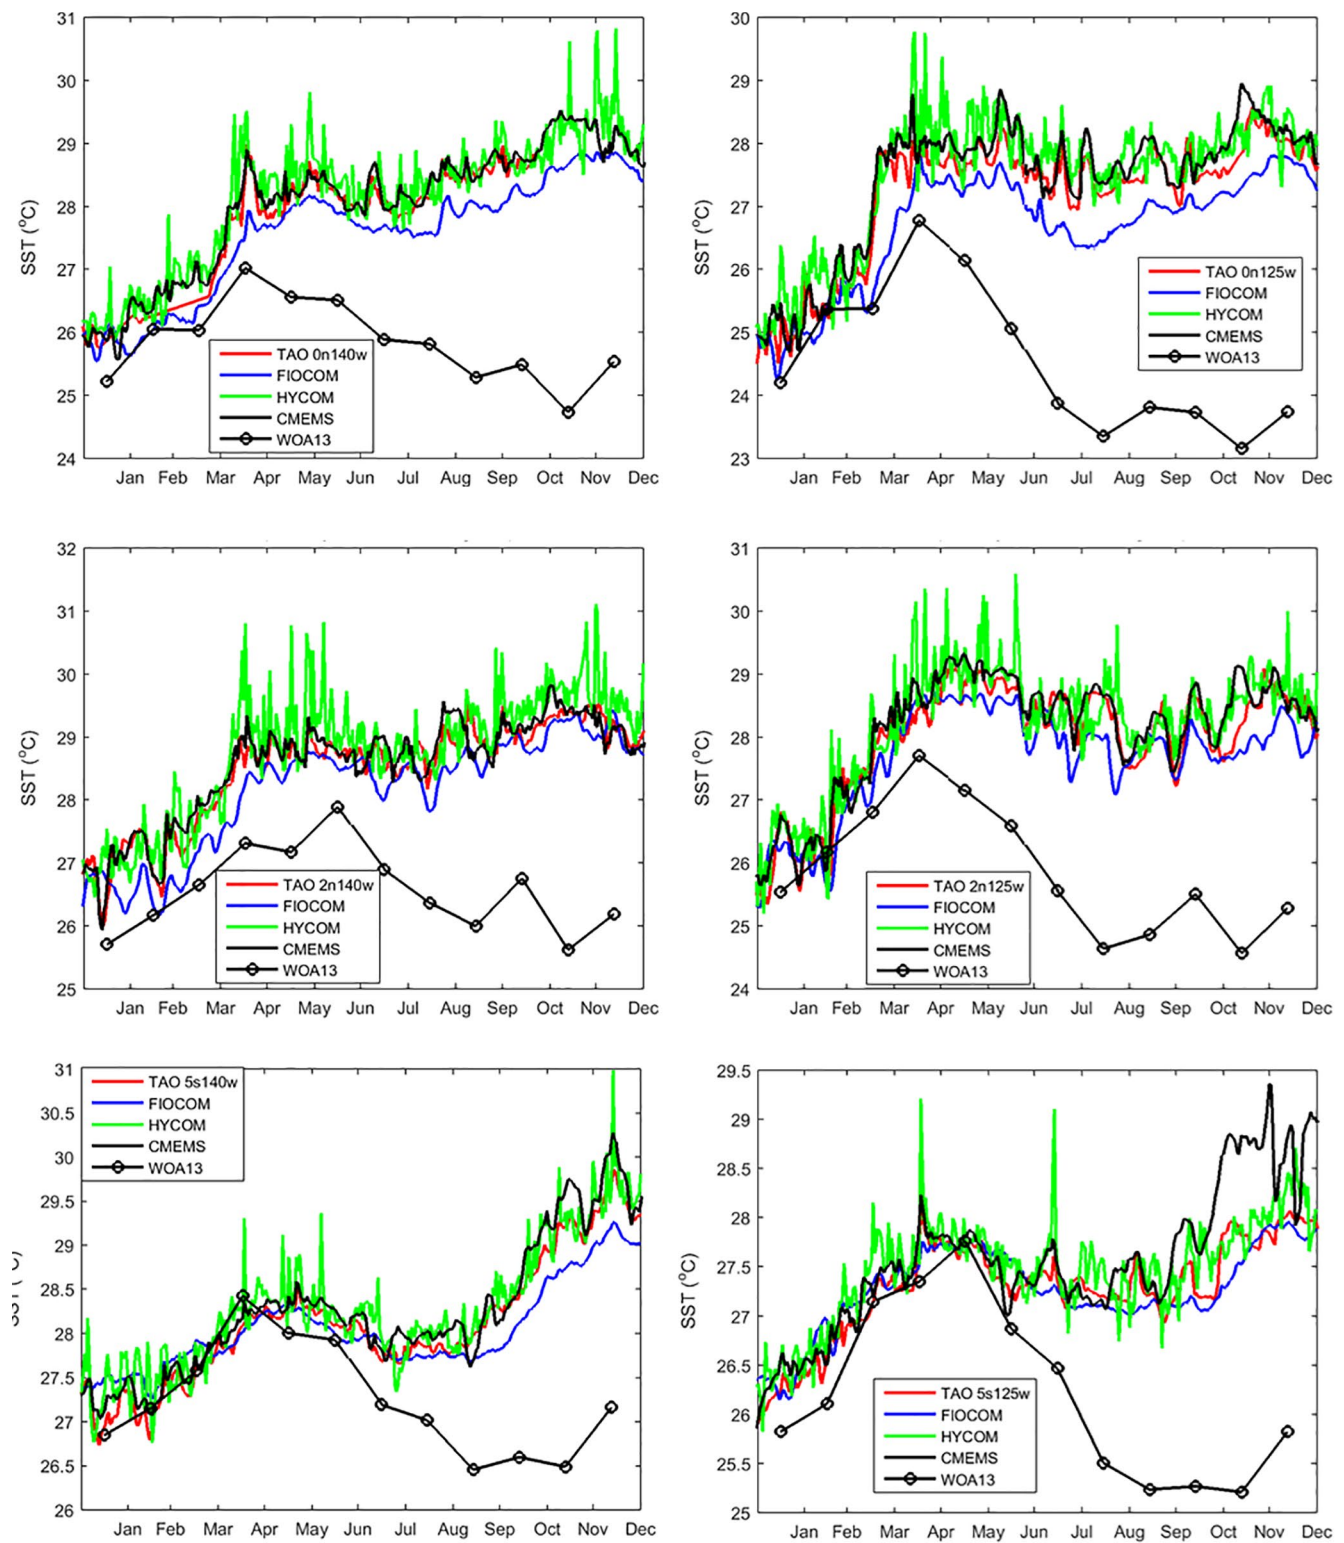 31
30
29
28
27
26
25
24
SST (°C)
Jan Feb Mar Apr May Jun Jul Aug Sep Oct Nov Dec
TAO 0n140w
FIOCOM
HYCOM
CMEMS
WOA13
30
29
28
27
26
25
24
23
SST (°C)
Jan Feb Mar Apr May Jun Jul Aug Sep Oct Nov Dec
TAO 0n125w
FIOCOM
HYCOM
CMEMS
WOA13
32
31
30
29
28
27
26
25
SST (°C)
Jan Feb Mar Apr May Jun Jul Aug Sep Oct Nov Dec
TAO 2n140w
FIOCOM
HYCOM
CMEMS
WOA13
31
30
29
28
27
26
25
24
SST (°C)
Jan Feb Mar Apr May Jun Jul Aug Sep Oct Nov Dec
TAO 2n125w
FIOCOM
HYCOM
CMEMS
WOA13
31
30.5
30
29.5
29
28.5
28
27.5
27
26.5
26
SST (°C)
Jan Feb Mar Apr May Jun Jul Aug Sep Oct Nov Dec
TAO 5s140w
FIOCOM
HYCOM
CMEMS
WOA13
29.5
29
28.5
28
27.5
27
26.5
26
25.5
25
SST (°C)
Jan Feb Mar Apr May Jun Jul Aug Sep Oct Nov Dec
TAO 5s125w
FIOCOM
HYCOM
CMEMS
WOA13